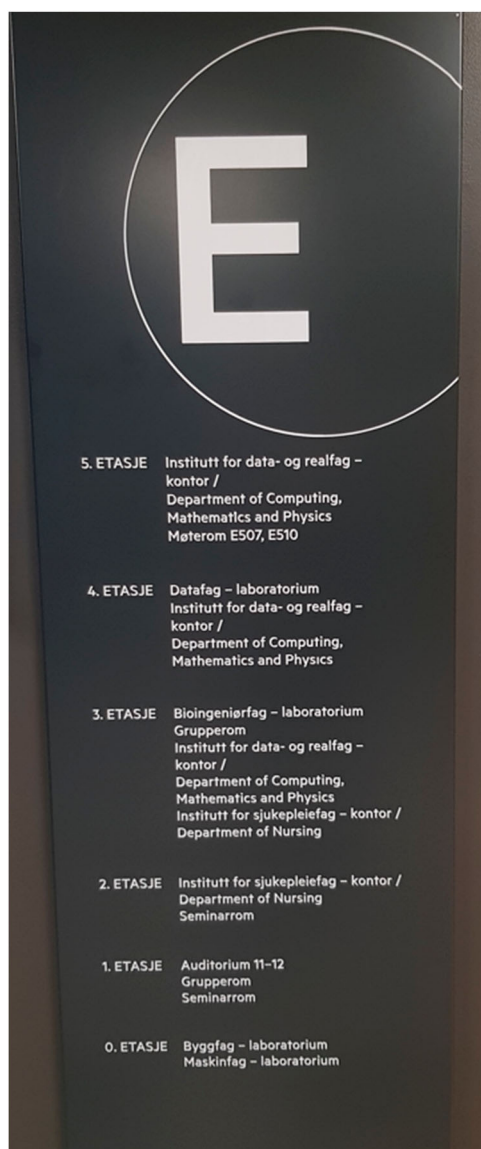 E
5. ETASJE Institutt for data- og realfag –
kontor /
Department of Computing,
Mathematics and Physics
Møterom E507, E510
4. ETASJE Datafag – laboratorium
Institutt for data- og realfag –
kontor /
Department of Computing,
Mathematics and Physics
3. ETASJE Bioingeniørfag – laboratorium
Grupperom
Institutt for data- og realfag –
kontor /
Department of Computing,
Mathematics and Physics
Institutt for sjukepleiefag – kontor /
Department of Nursing
2. ETASJE Institutt for sjukepleiefag – kontor /
Department of Nursing
Seminarrom
1. ETASJE Auditorium 11–12
Grupperom
Seminarrom
0. ETASJE Byggfag – laboratorium
Maskinfag – laboratorium